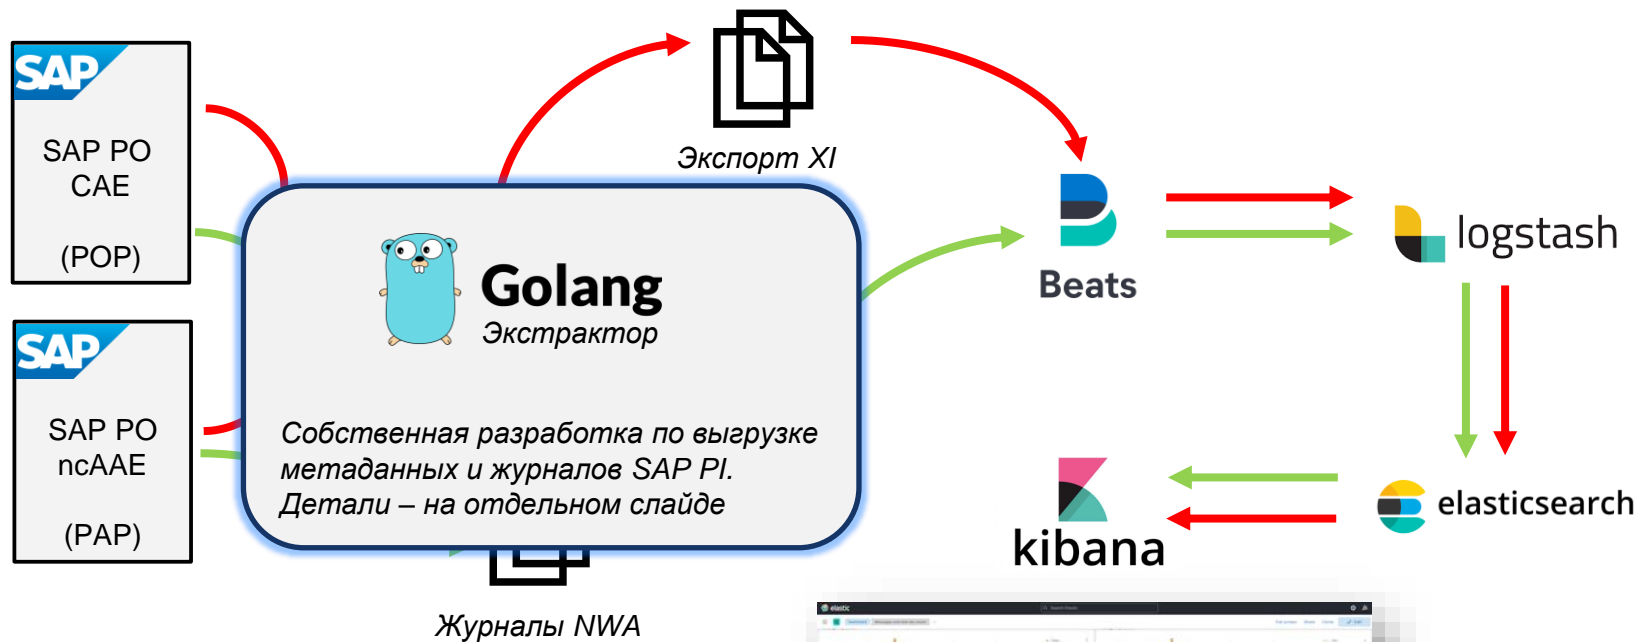 SAP
SAP PO
CAE
(POP)
SAP
SAP PO
ncAAE
(PAP)
Экспорт XI
Golang
Экстрактор
Собственная разработка по выгрузке
метаданных и журналов SAP PI.
Детали – на отдельном слайде
Журналы NWA
Beats
logstash
elasticsearch
kibana
elastic